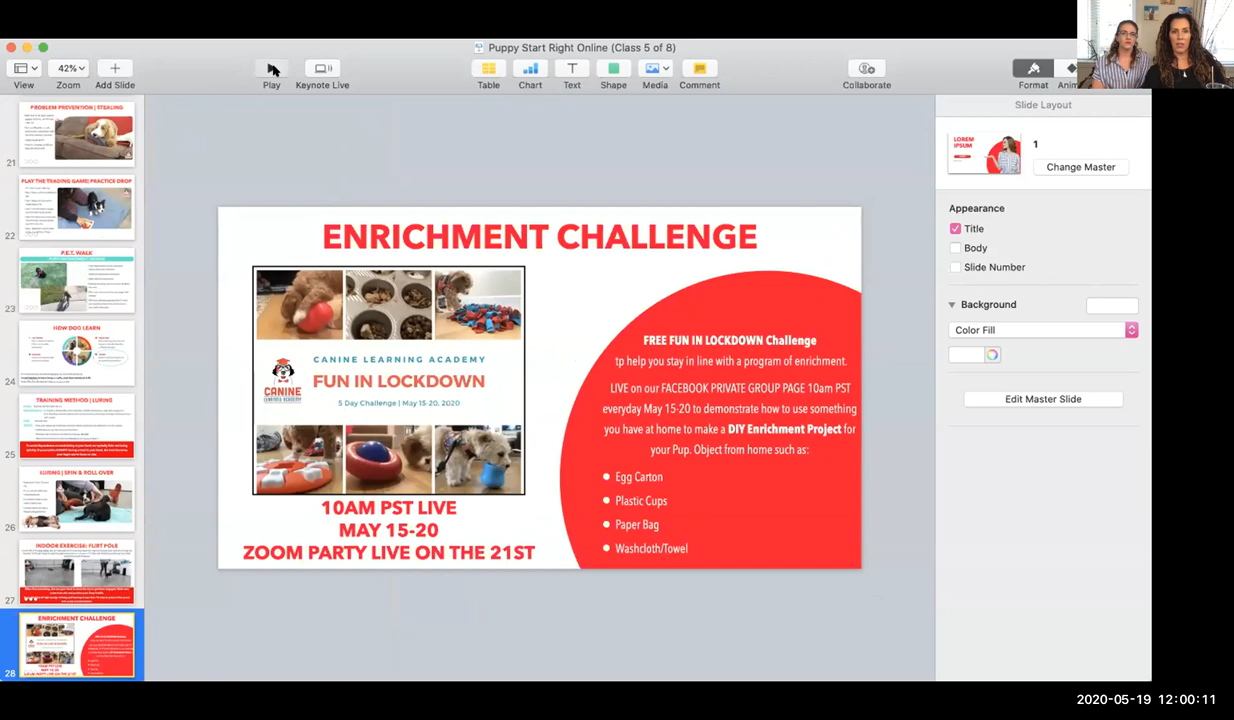 Puppy Start Right Online (Class 5 of 8)
42%
View Zoom Add Slide Play Keynote Live Table Chart Text Shape Media Comment Collaborate Format
Slide Layout
PROBLEM PREVENTION | STEALING
21
PLAY THE TRADING GAME! PRACTICE DROP
22
P.E.T. WALK
23
HOW DOG LEARN
24
TRAINING METHOD | LURING
25
LURING | SPIN & ROLL OVER
26
INDOOR EXERCISE: FLIRT POLE
27
ENRICHMENT CHALLENGE
28
ENRICHMENT CHALLENGE
CANINE LEARNING ACADEMY
FUN IN LOCKDOWN
5 Day Challenge | May 15-20, 2020
CANINE
LEARNING ACADEMY
10AM PST LIVE
MAY 15-20
ZOOM PARTY LIVE ON THE 21ST
FREE FUN IN LOCKDOWN Challenge
tp help you stay in line with a program of enrichment.
LIVE on our FACEBOOK PRIVATE GROUP PAGE 10am PST
everyday May 15-20 to demonstrate how to use something
you have at home to make a DIY Enrichment Project for
your Pup. Object from home such as:
Egg Carton
Plastic Cups
Paper Bag
Washcloth/Towel
LOREM
IPSUM
1
Change Master
Appearance
Title
Body
Slide Number
Background
Color Fill
Edit Master Slide
2020-05-19 12:00:11